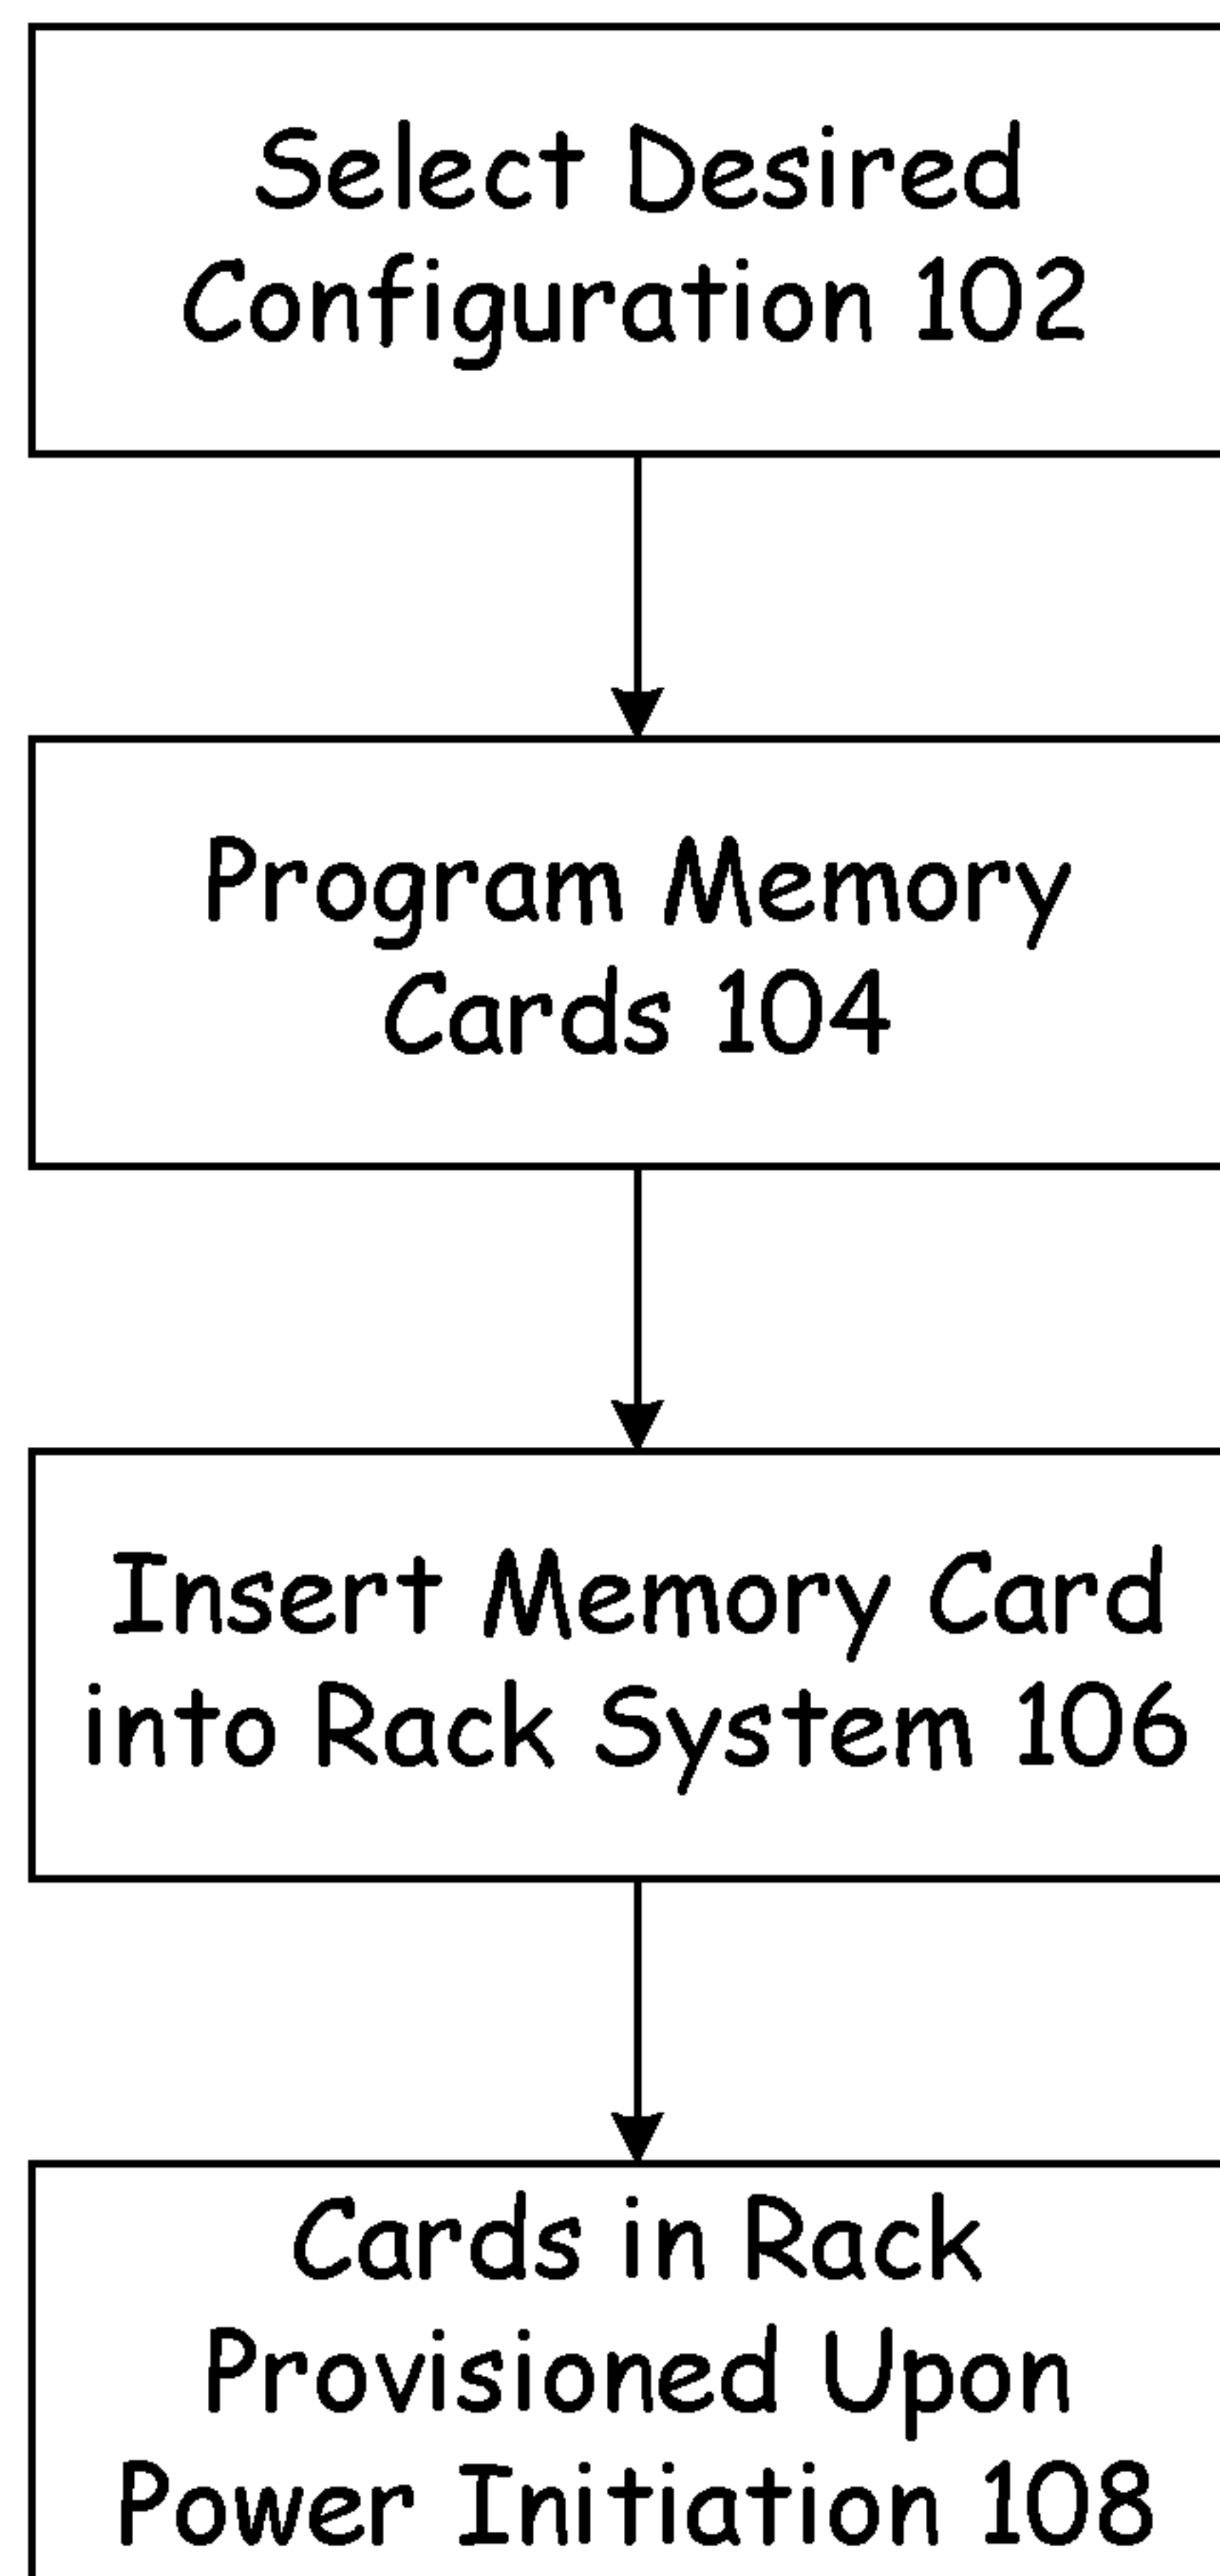 Select Desired
Configuration 102
Program Memory
Cards 104
Insert Memory Card
into Rack System 106
Cards in Rack
Provisioned Upon
Power Initiation 108